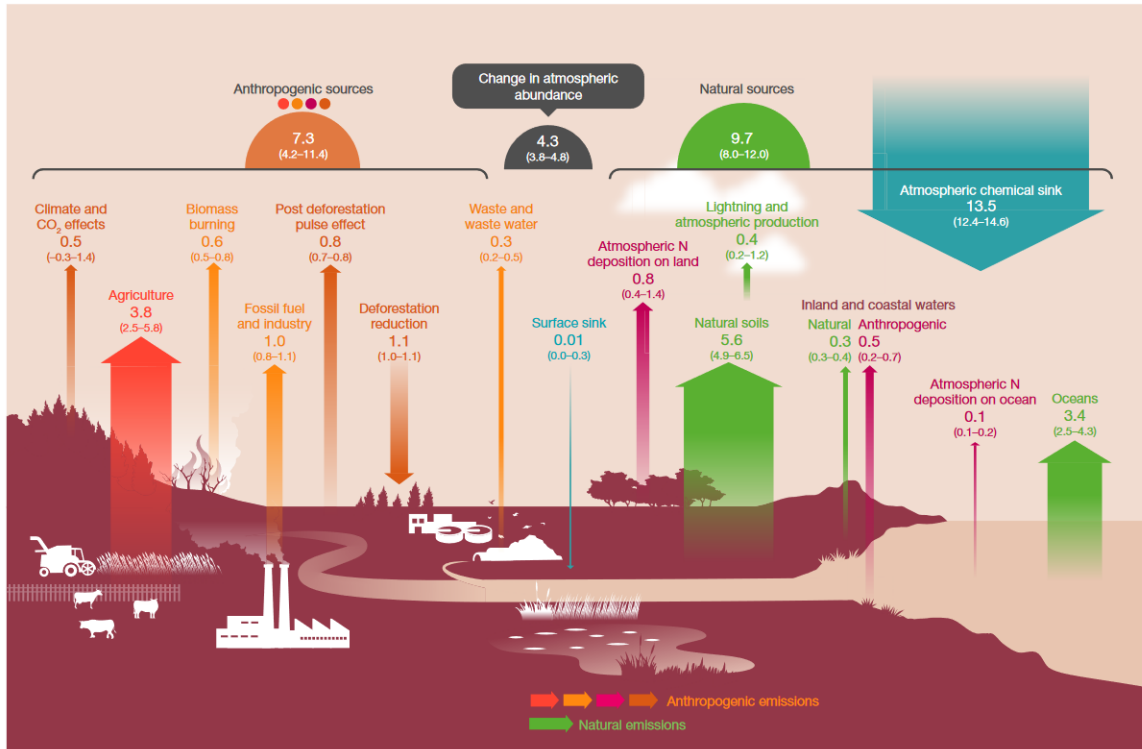 Change in atmospheric
abundance
Anthropogenic sources
Natural sources
7.3
(4.2–11.4)
4.3
(3.8–4.8)
9.7
(8.0–12.0)
Atmospheric chemical sink
13.5
(12.4–14.6)
Climate and
CO₂ effects
0.5
(−0.3–1.4)
Biomass
burning
0.6
(0.5–0.8)
Post deforestation
pulse effect
0.8
(0.7–0.8)
Waste and
waste water
0.3
(0.2–0.5)
Atmospheric N
deposition on land
0.8
(0.4–1.4)
Lightning and
atmospheric production
0.4
(0.2–1.2)
Agriculture
3.8
(2.5–5.8)
Fossil fuel
and industry
1.0
(0.8–1.1)
Deforestation
reduction
1.1
(1.0–1.1)
Surface sink
0.01
(0.0–0.3)
Natural soils
5.6
(4.9–6.5)
Inland and coastal waters
Natural
0.3
(0.3–0.4)
Anthropogenic
0.5
(0.2–0.7)
Atmospheric N
deposition on ocean
0.1
(0.1–0.2)
Oceans
3.4
(2.5–4.3)
Anthropogenic emissions
Natural emissions